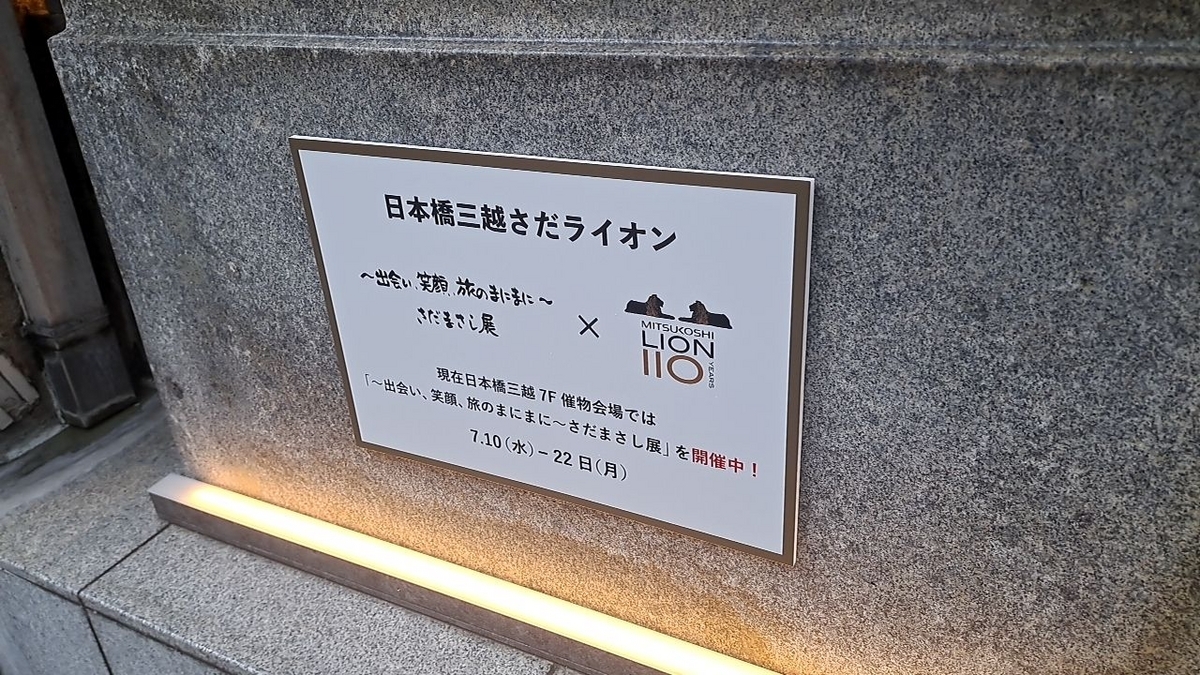 日本橋三越さだライオン
～出会い、笑顔、旅のまにまに～
さだまさし展
×
MITSUKOSHI
LION
110
YEARS
現在日本橋三越 7F 催物会場では
「～出会い、笑顔、旅のまにまに～さだまさし展」を開催中！
7.10（水）− 22 日（月）